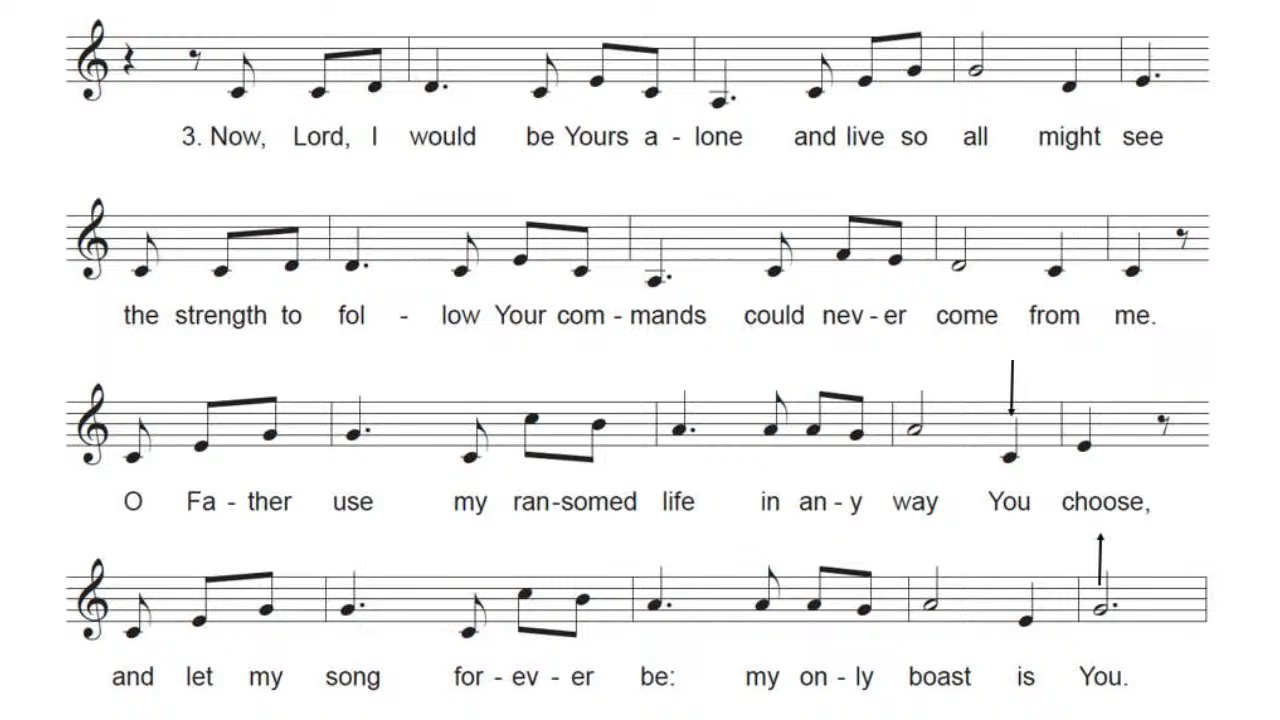 3. Now, Lord, I would be Yours a - lone and live so all might see
the strength to fol - low Your com - mands could nev - er come from me.
O Fa - ther use my ran-somed life in an - y way You choose,
and let my song for - ev - er be: my on - ly boast is You.